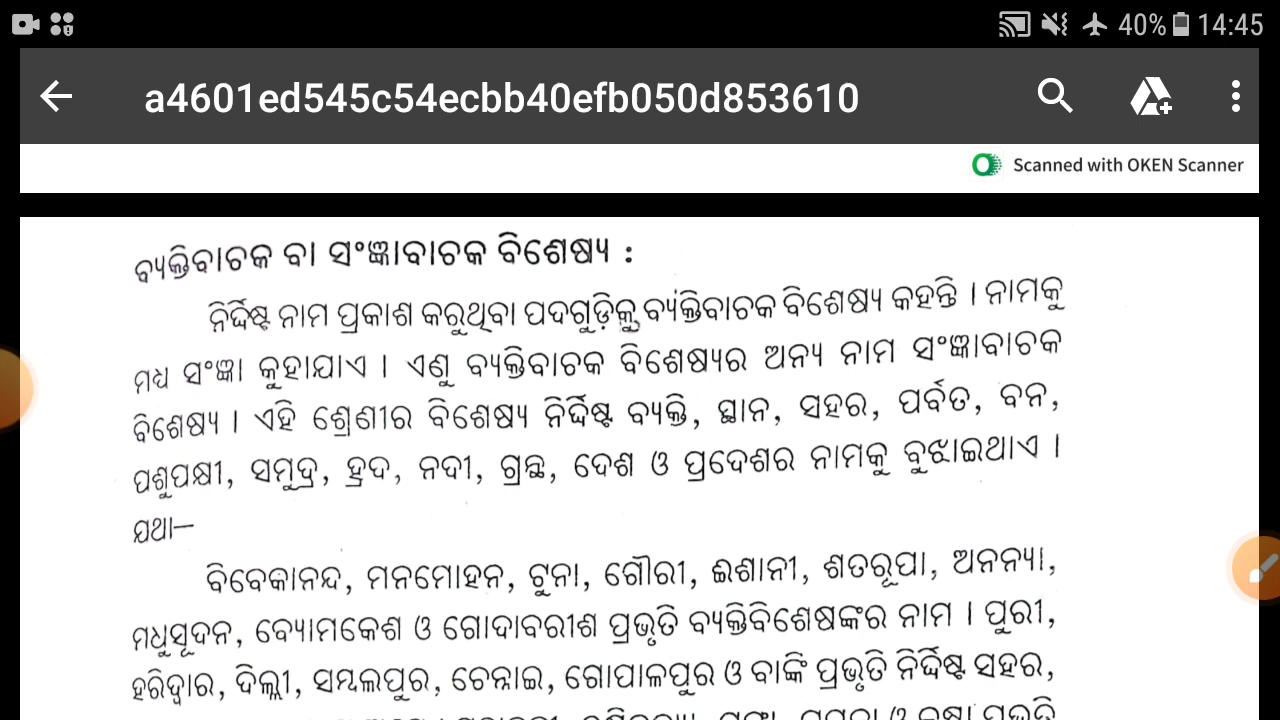 40% 14:45
a4601ed545c54ecbb40efb050d853610
Scanned with OKEN Scanner
ବ୍ୟକ୍ତିବାଚକ ବା ସଂଜ୍ଞାବାଚକ ବିଶେଷ୍ୟ :
ନିର୍ଦ୍ଦିଷ୍ଟ ନାମ ପ୍ରକାଶ କରୁଥିବା ପଦଗୁଡ଼ିକୁ ବ୍ୟକ୍ତିବାଚକ ବିଶେଷ୍ୟ କହନ୍ତି । ନାମକୁ
ମଧ୍ୟ ସଂଜ୍ଞା କୁହାଯାଏ । ଏଣୁ ବ୍ୟକ୍ତିବାଚକ ବିଶେଷ୍ୟର ଅନ୍ୟ ନାମ ସଂଜ୍ଞାବାଚକ
ବିଶେଷ୍ୟ । ଏହି ଶ୍ରେଣୀର ବିଶେଷ୍ୟ ନିର୍ଦ୍ଦିଷ୍ଟ ବ୍ୟକ୍ତି, ସ୍ଥାନ, ସହର, ପର୍ବତ, ବନ,
ପଶୁପକ୍ଷୀ, ସମୁଦ୍ର, ହ୍ରଦ, ନଦୀ, ଗ୍ରନ୍ଥ, ଦେଶ ଓ ପ୍ରଦେଶର ନାମକୁ ବୁଝାଇଥାଏ ।
ଯଥା—
ବିବେକାନନ୍ଦ, ମନମୋହନ, ଟୁନା, ଗୌରୀ, ଈଶାନୀ, ଶତରୂପା, ଅନନ୍ୟା,
ମଧୁସୂଦନ, ବ୍ୟୋମକେଶ ଓ ଗୋଦାବରୀଶ ପ୍ରଭୃତି ବ୍ୟକ୍ତିବିଶେଷଙ୍କର ନାମ । ପୁରୀ,
ହରିଦ୍ୱାର, ଦିଲ୍ଲୀ, ସମ୍ବଲପୁର, ଚେନ୍ନାଇ, ଗୋପାଳପୁର ଓ ବାଙ୍କି ପ୍ରଭୃତି ନିର୍ଦ୍ଦିଷ୍ଟ ସହର,